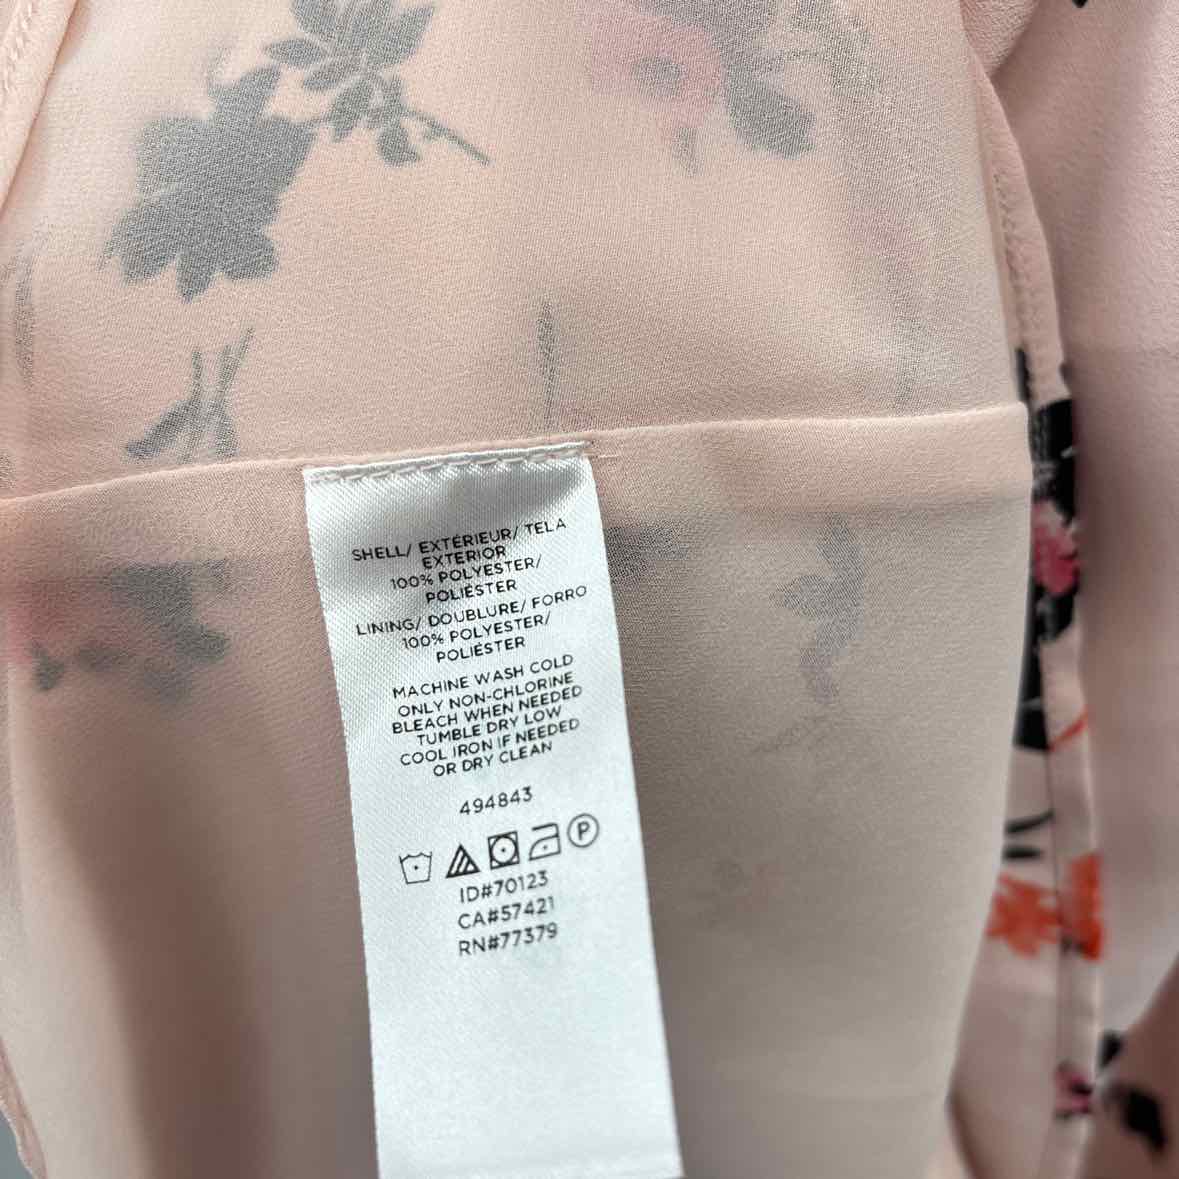 SHELL/ EXTÉRIEUR/ TELA
EXTERIOR
100% POLYESTER/
POLIÉSTER
LINING/ DOUBLURE/ FORRO
100% POLYESTER/
POLIÉSTER
MACHINE WASH COLD
ONLY NON-CHLORINE
BLEACH WHEN NEEDED
TUMBLE DRY LOW
COOL IRON IF NEEDED
OR DRY CLEAN
494843
P
ID#70123
CA#57421
RN#77379